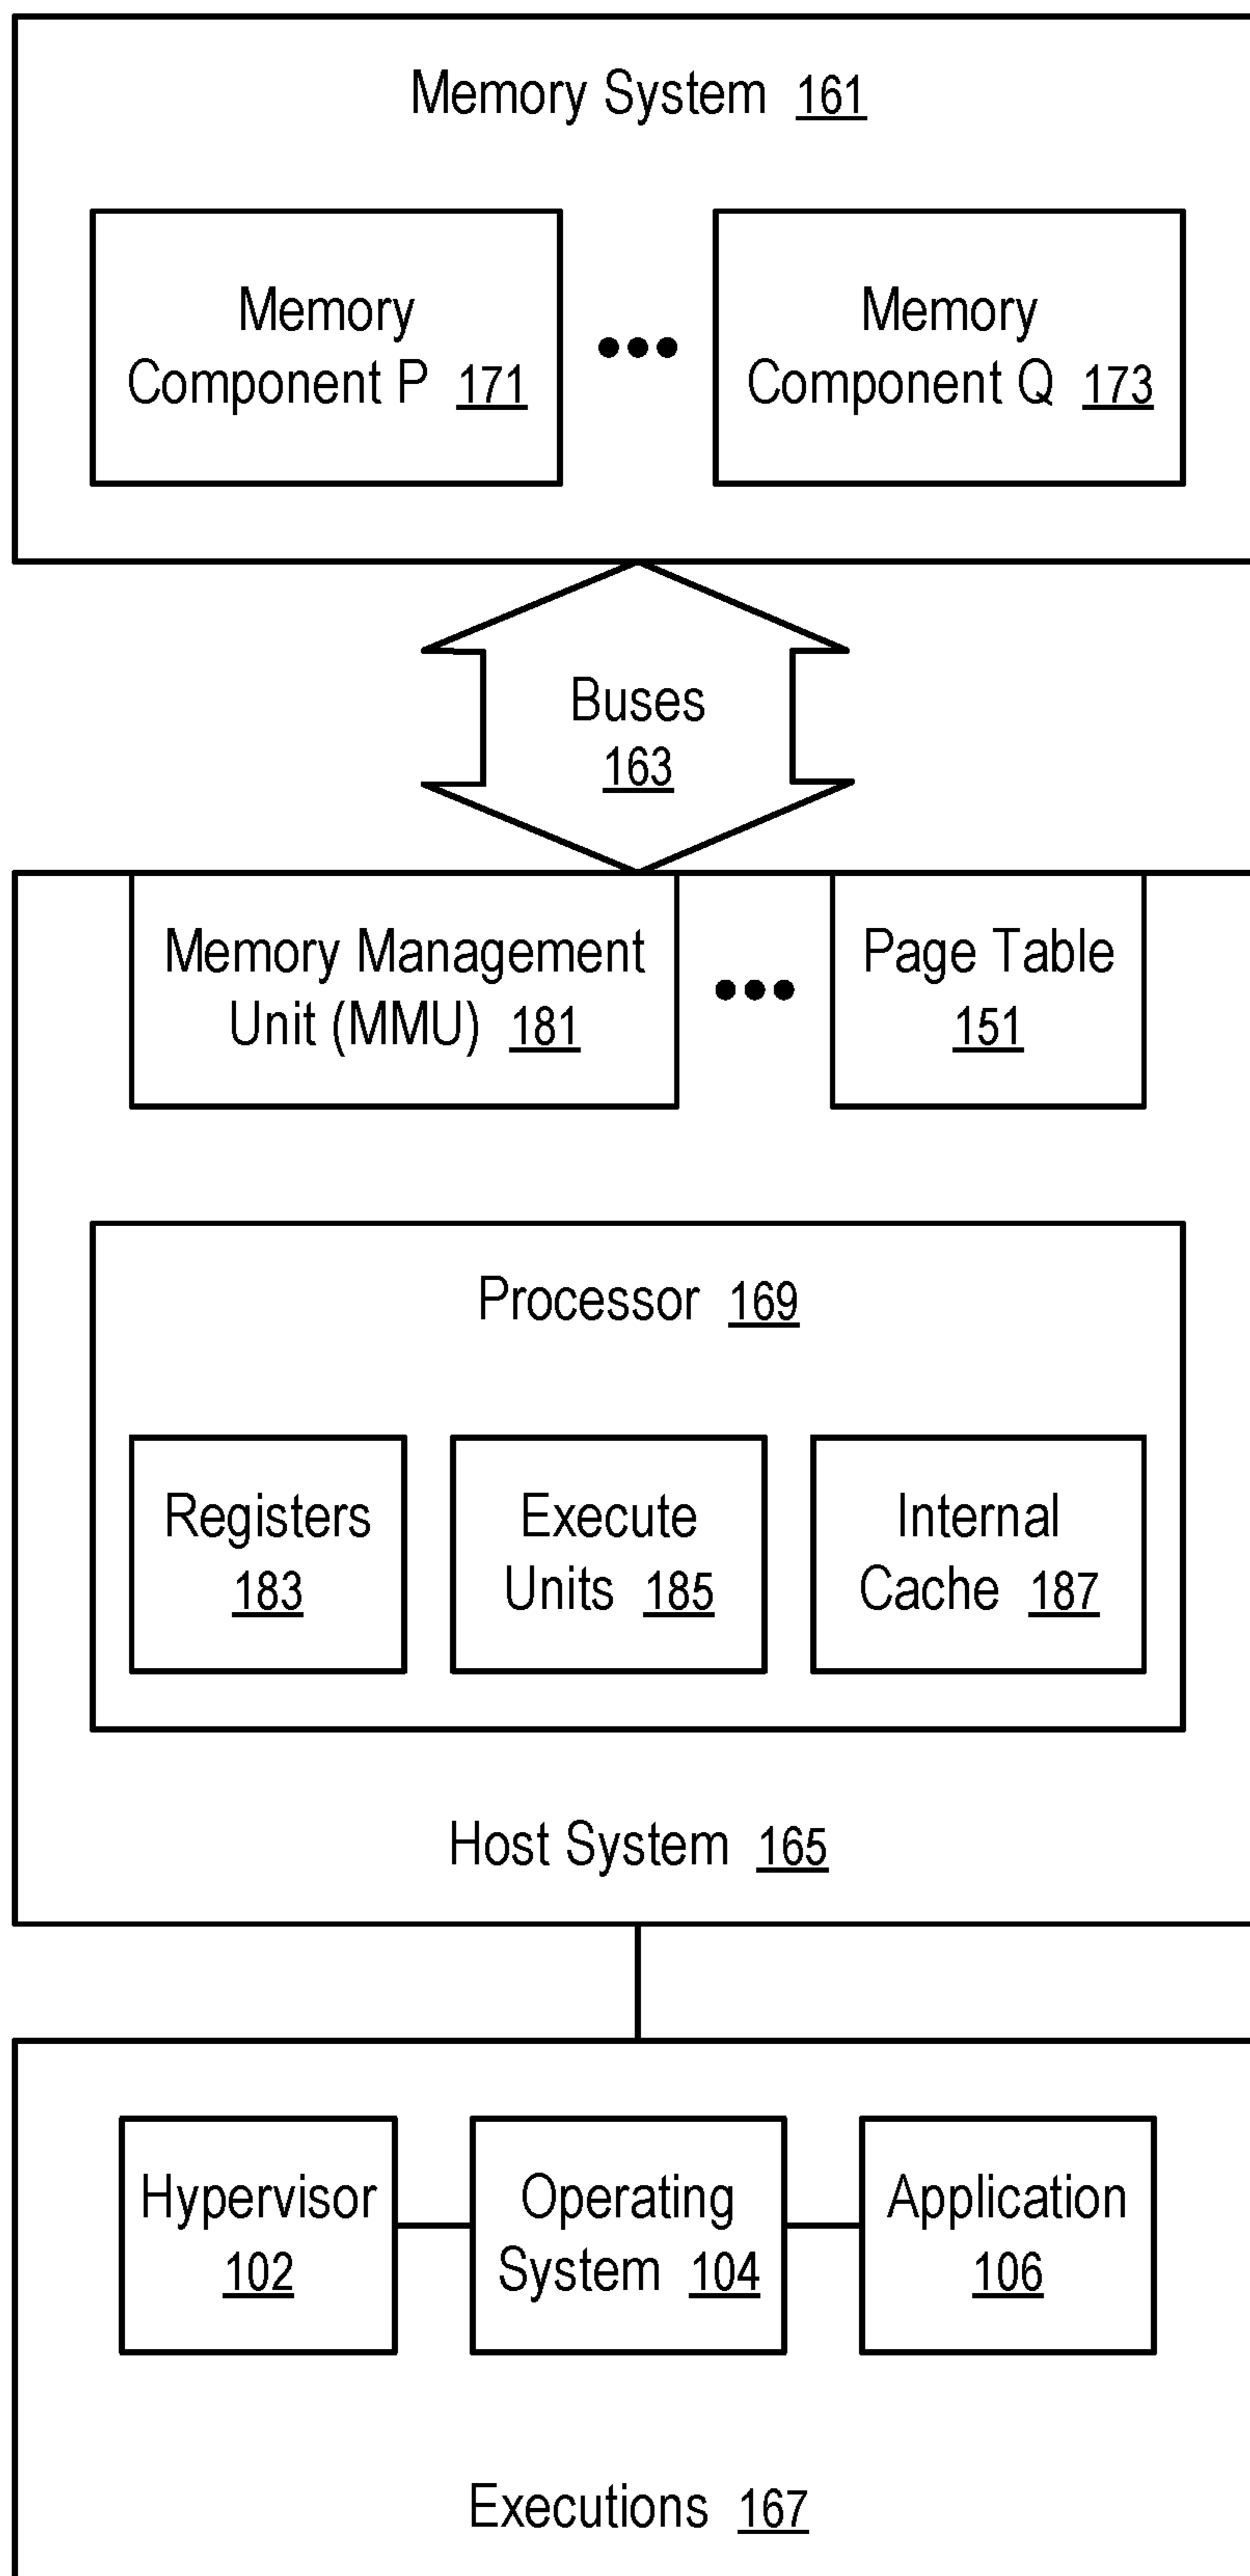 Memory System 161
Memory
Component P 171
Memory
Component Q 173
Buses
163
Memory Management
Unit (MMU) 181
Page Table
151
Processor 169
Registers
183
Execute
Units 185
Internal
Cache 187
Host System 165
Hypervisor
102
Operating
System 104
Application
106
Executions 167